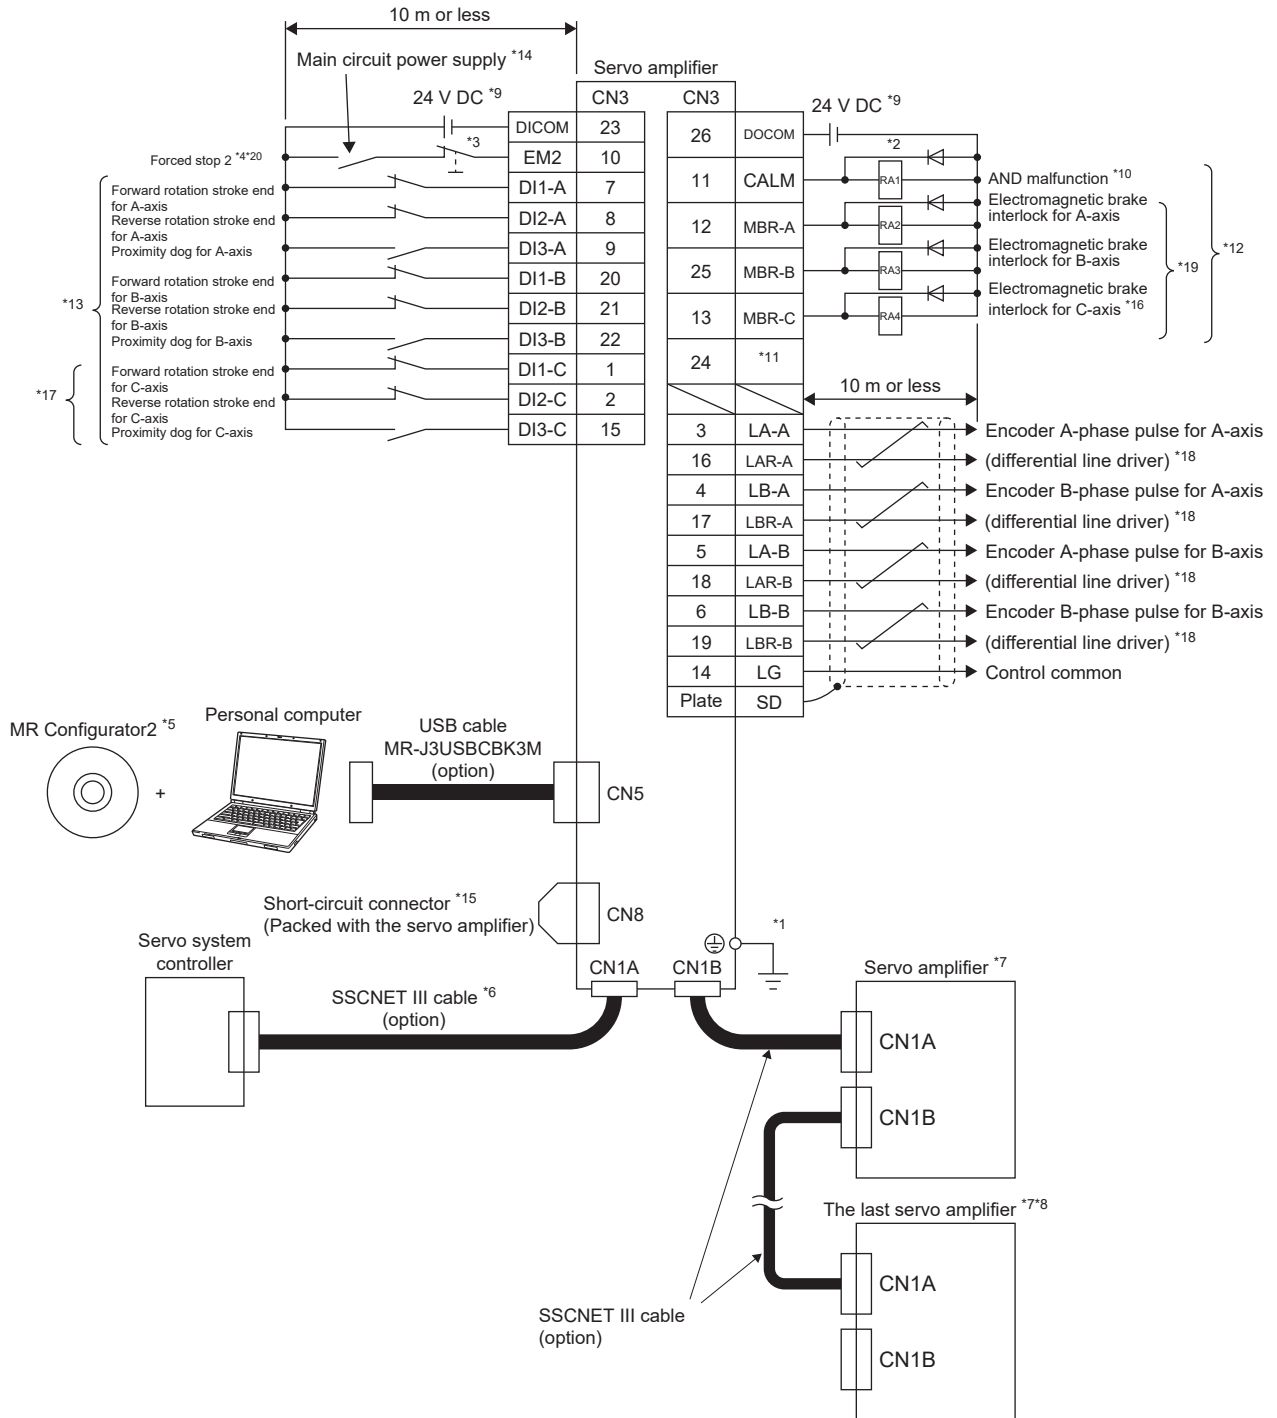 10 m or less
Main circuit power supply *14
Servo amplifier
24 V DC *9
CN3
CN3
24 V DC *9
DICOM 23
Forced stop 2 *4*20
*3
EM2 10
Forward rotation stroke end
for A-axis
DI1-A 7
Reverse rotation stroke end
for A-axis
DI2-A 8
Proximity dog for A-axis
DI3-A 9
Forward rotation stroke end
for B-axis
DI1-B 20
Reverse rotation stroke end
for B-axis
DI2-B 21
Proximity dog for B-axis
DI3-B 22
Forward rotation stroke end
for C-axis
DI1-C 1
Reverse rotation stroke end
for C-axis
DI2-C 2
Proximity dog for C-axis
DI3-C 15
*13
*17
26 DOCOM
*2
11 CALM
RA1
AND malfunction *10
12 MBR-A
RA2
Electromagnetic brake
interlock for A-axis
25 MBR-B
RA3
Electromagnetic brake
interlock for B-axis
13 MBR-C
RA4
Electromagnetic brake
interlock for C-axis *16
*19
*12
24 *11
10 m or less
3 LA-A
Encoder A-phase pulse for A-axis
16 LAR-A
(differential line driver) *18
4 LB-A
Encoder B-phase pulse for A-axis
17 LBR-A
(differential line driver) *18
5 LA-B
Encoder A-phase pulse for B-axis
18 LAR-B
(differential line driver) *18
6 LB-B
Encoder B-phase pulse for B-axis
19 LBR-B
(differential line driver) *18
14 LG
Control common
Plate SD
MR Configurator2 *5
+
Personal computer
USB cable
MR-J3USBCBK3M
(option)
CN5
Short-circuit connector *15
(Packed with the servo amplifier)
CN8
*1
Servo system
controller
CN1A
CN1B
SSCNET III cable *6
(option)
Servo amplifier *7
CN1A
CN1B
The last servo amplifier *7*8
CN1A
CN1B
SSCNET III cable
(option)